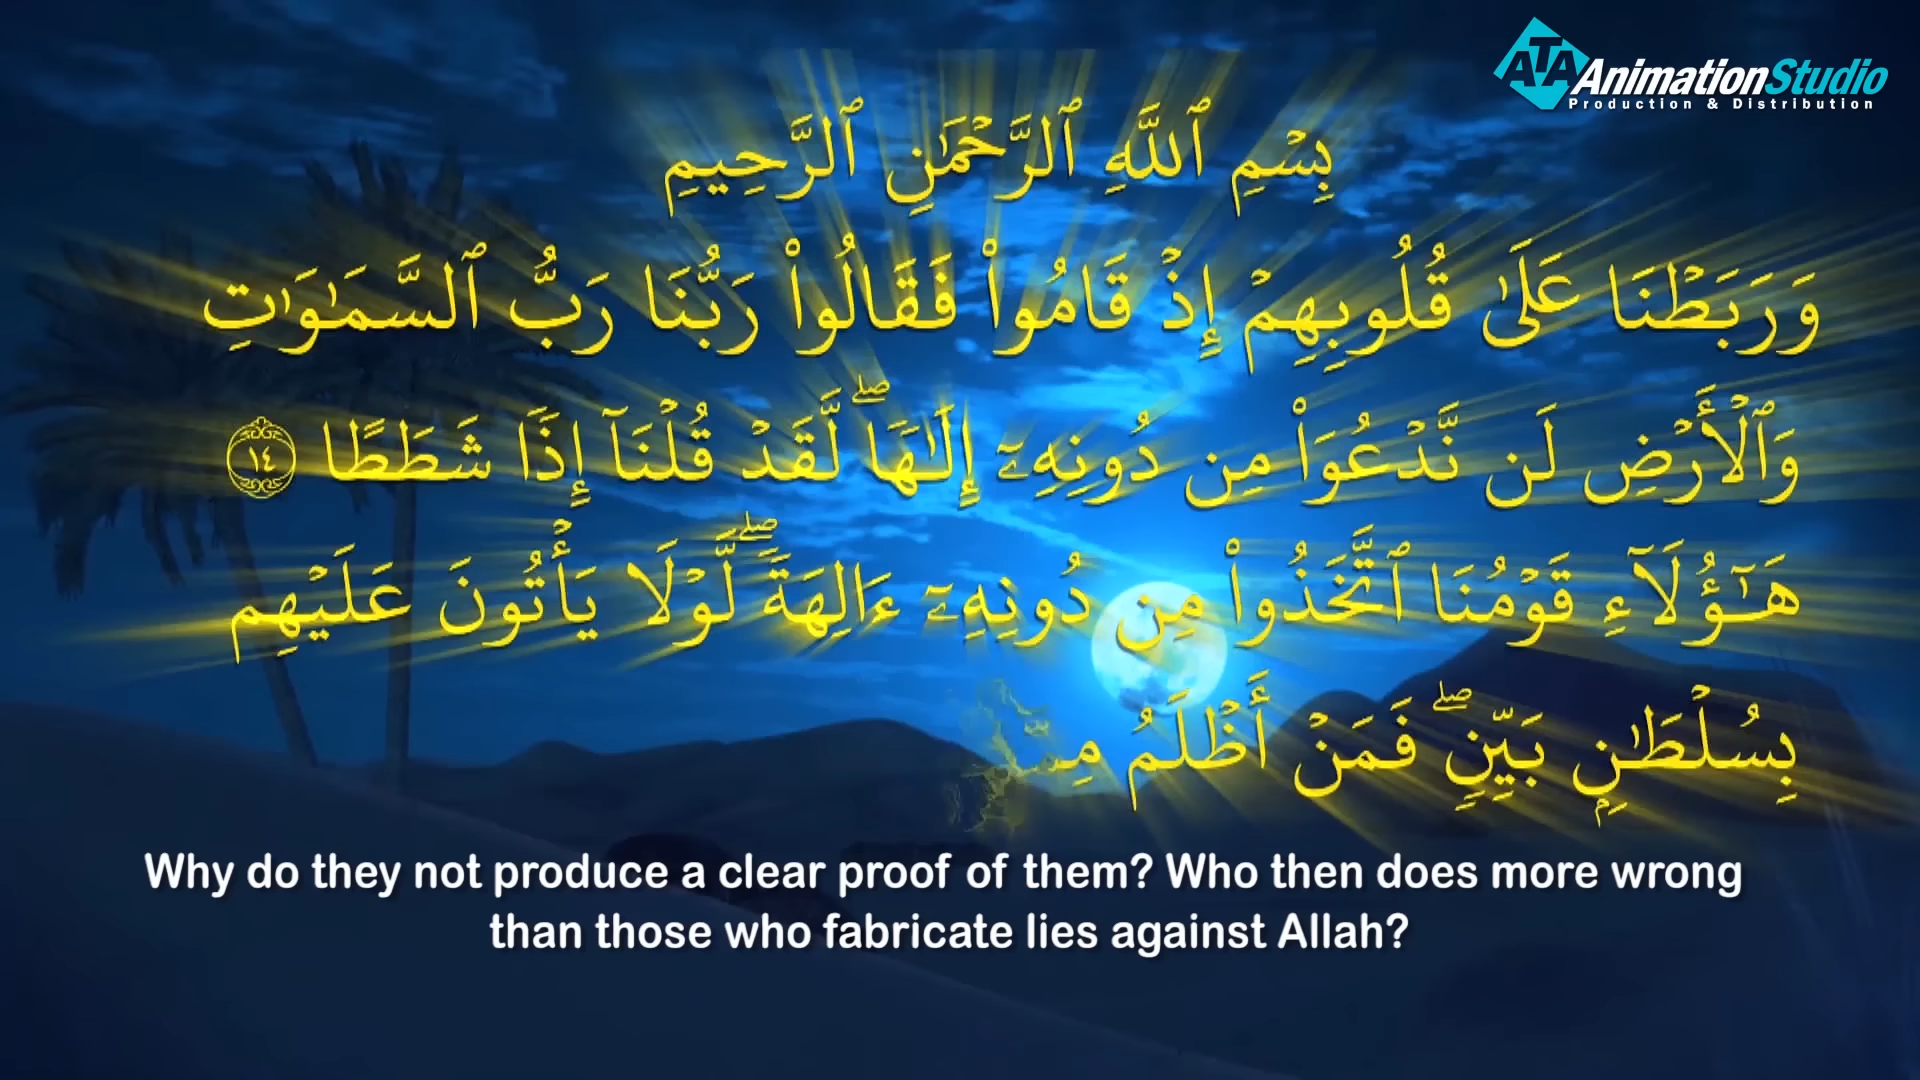 ATA AnimationStudio
Production & Distribution
بِسْمِ ٱللَّهِ ٱلرَّحْمَٰنِ ٱلرَّحِيمِ
وَرَبَطْنَا عَلَىٰ قُلُوبِهِمْ إِذْ قَامُوا۟ فَقَالُوا۟ رَبُّنَا رَبُّ ٱلسَّمَٰوَٰتِ
وَٱلْأَرْضِ لَن نَّدْعُوَا۟ مِن دُونِهِۦٓ إِلَٰهًا ۖ لَّقَدْ قُلْنَآ إِذًا شَطَطًا ١٤
هَٰٓؤُلَآءِ قَوْمُنَا ٱتَّخَذُوا۟ مِن دُونِهِۦٓ ءَالِهَةً ۖ لَّوْلَا يَأْتُونَ عَلَيْهِم
بِسُلْطَٰنٍۭ بَيِّنٍ ۖ فَمَنْ أَظْلَمُ
Why do they not produce a clear proof of them? Who then does more wrong
than those who fabricate lies against Allah?